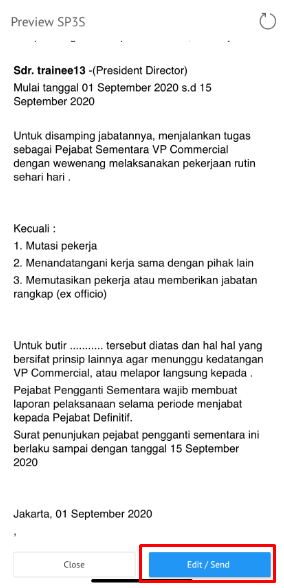 Preview SP3S
Sdr. trainee13 -(President Director)
Mulai tanggal 01 September 2020 s.d 15
September 2020
Untuk disamping jabatannya, menjalankan tugas
sebagai Pejabat Sementara VP Commercial
dengan wewenang melaksanakan pekerjaan rutin
sehari hari .
Kecuali :
1. Mutasi pekerja
2. Menandatangani kerja sama dengan pihak lain
3. Memutasikan pekerja atau memberikan jabatan
rangkap (ex officio)
Untuk butir ........... tersebut diatas dan hal hal yang
bersifat prinsip lainnya agar menunggu kedatangan
VP Commercial, atau melapor langsung kepada .
Pejabat Pengganti Sementara wajib membuat
laporan pelaksanaan selama periode menjabat
kepada Pejabat Definitif.
Surat penunjukan pejabat pengganti sementara ini
berlaku sampai dengan tanggal 15 September
2020
Jakarta, 01 September 2020
,
Close
Edit / Send